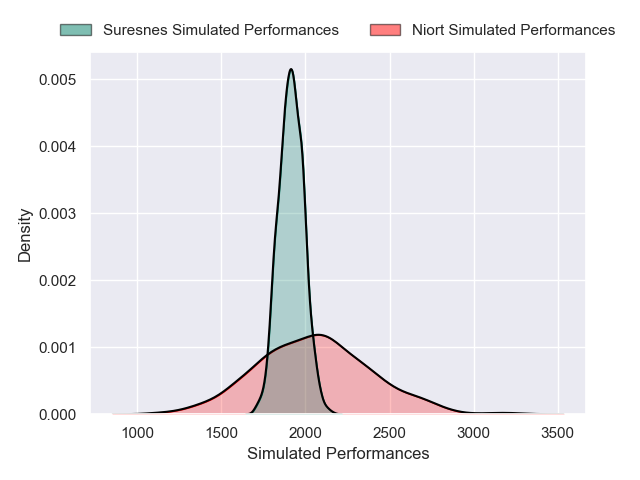 Suresnes Simulated Performances Niort Simulated Performances
0.005
0.004
0.003
0.002
0.001
0.000
Density
1000 1500 2000 2500 3000 3500
Simulated Performances